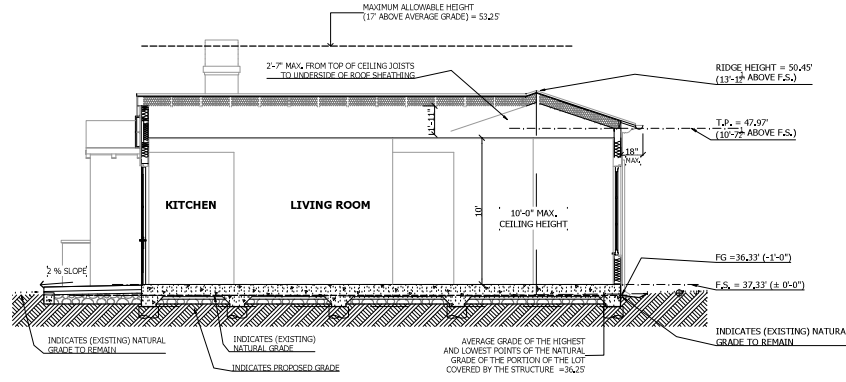 MAXIMUM ALLOWABLE HEIGHT
(17' ABOVE AVERAGE GRADE) = 53.25'
2'-7" MAX. FROM TOP OF CEILING JOISTS
TO UNDERSIDE OF ROOF SHEATHING
RIDGE HEIGHT = 50.45'
ABOVE F.S.)
T.P. = 47.97'
ABOVE F.S.)
1'-11"
18"
MAX.
KITCHEN
LIVING ROOM
10'
10'-0" MAX.
CEILING HEIGHT
2 % SLOPE
FG =36.33' (-1'-0")
F.S. = 37.33' (± 0'-0")
INDICATES (EXISTING) NATURAL
GRADE TO REMAIN
INDICATES (EXISTING)
NATURAL GRADE
INDICATES PROPOSED GRADE
AVERAGE GRADE OF THE HIGHEST
AND LOWEST POINTS OF THE NATURAL
GRADE OF THE PORTION OF THE LOT
COVERED BY THE STRUCTURE =36.25'
INDICATES (EXISTING) NATURA
GRADE TO REMAIN